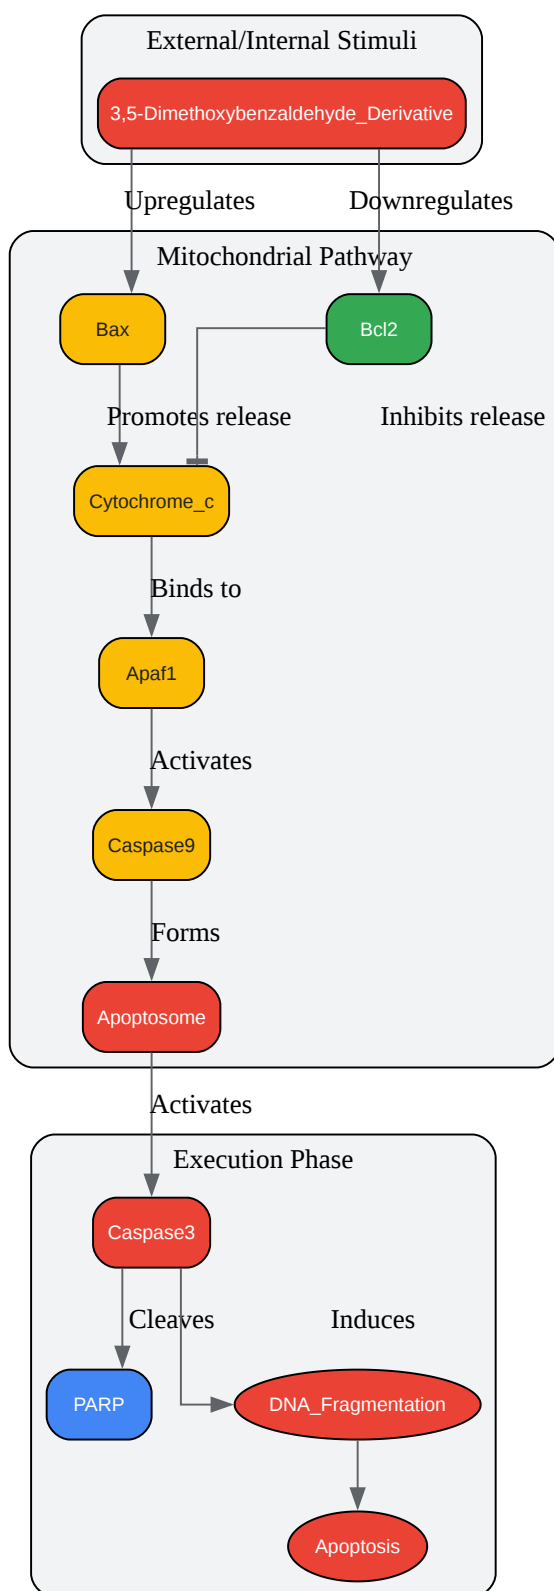 External/Internal Stimuli
3,5-Dimethoxybenzaldehyde_Derivative
Upregulates
Downregulates
Mitochondrial Pathway
Bax
Bcl2
Promotes release
Inhibits release
Cytochrome_c
Binds to
Apaf1
Activates
Caspase9
Forms
Apoptosome
Activates
Execution Phase
Caspase3
Cleaves
Induces
PARP
DNA_Fragmentation
Apoptosis